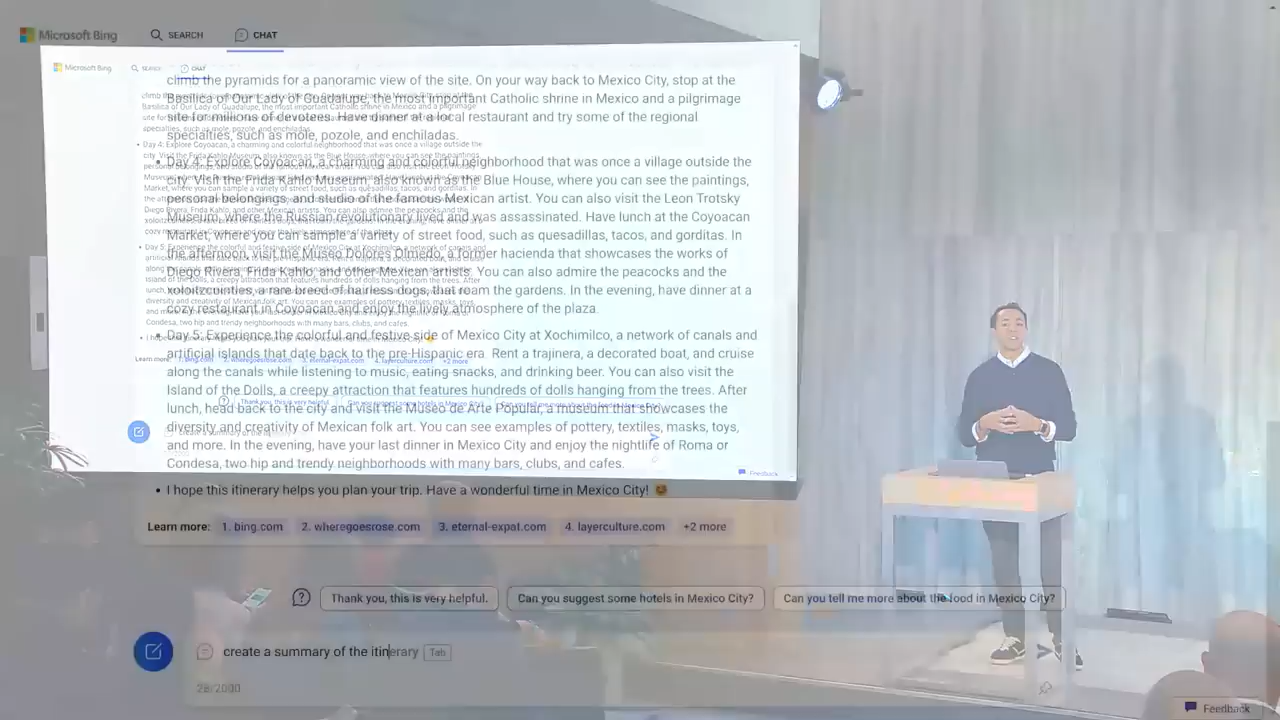 Microsoft Bing
SEARCH
CHAT
climb the pyramids for a panoramic view of the site. On your way back to Mexico City, stop at the
Basilica of Our Lady of Guadalupe, the most important Catholic shrine in Mexico and a pilgrimage
site for millions of devotees. Have dinner at a local restaurant and try some of the regional
specialties, such as mole, pozole, and enchiladas.
• Day 4: Explore Coyoacan, a charming and colorful neighborhood that was once a village outside the
city. Visit the Frida Kahlo Museum, also known as the Blue House, where you can see the paintings,
personal belongings, and studio of the famous Mexican artist. You can also visit the Leon Trotsky
Museum, where the Russian revolutionary lived and was assassinated. Have lunch at the Coyoacan
Market, where you can sample a variety of street food, such as quesadillas, tacos, and gorditas. In
the afternoon, visit the Museo Dolores Olmedo, a former hacienda that showcases the works of
Diego Rivera, Frida Kahlo, and other Mexican artists. You can also admire the peacocks and the
xoloitzcuintles, a rare breed of hairless dogs, that roam the gardens. In the evening, have dinner at a
cozy restaurant in Coyoacan and enjoy the lively atmosphere of the plaza.
• Day 5: Experience the colorful and festive side of Mexico City at Xochimilco, a network of canals and
artificial islands that date back to the pre-Hispanic era. Rent a trajinera, a decorated boat, and cruise
along the canals while listening to music, eating snacks, and drinking beer. You can also visit the
Island of the Dolls, a creepy attraction that features hundreds of dolls hanging from the trees. After
lunch, head back to the city and visit the Museo de Arte Popular, a museum that showcases the
diversity and creativity of Mexican folk art. You can see examples of pottery, textiles, masks, toys,
and more. In the evening, have your last dinner in Mexico City and enjoy the nightlife of Roma or
Condesa, two hip and trendy neighborhoods with many bars, clubs, and cafes.
• I hope this itinerary helps you plan your trip. Have a wonderful time in Mexico City! 😄
Learn more: 1. bing.com 2. wheregoesrose.com 3. eternal-expat.com 4. layerculture.com +2 more
Thank you, this is very helpful. Can you suggest some hotels in Mexico City? Can you tell me more about the food in Mexico City?
create a summary of the itinerary Tab
28/2000
Feedback
Microsoft Bing
CHAT
Feedback